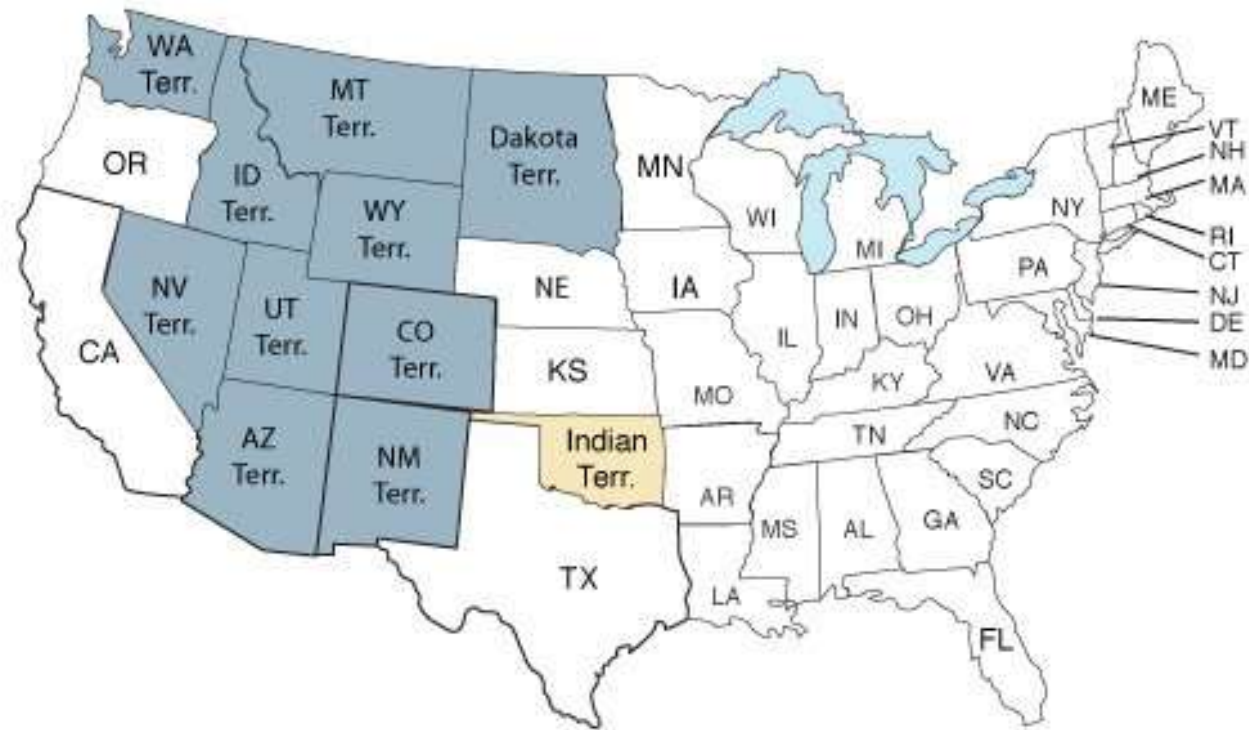 WA
Terr.
MT
Terr.
Dakota
Terr.
OR
ID
Terr.
WY
Terr.
MN
WI
MI
NY
ME
VT
NH
MA
RI
CT
NJ
DE
MD
NV
Terr.
UT
Terr.
CO
Terr.
NE
IA
PA
CA
KS
IL
IN
OH
MO
KY
VA
AZ
Terr.
NM
Terr.
Indian
Terr.
TN
NC
AR
SC
MS
AL
GA
TX
LA
FL